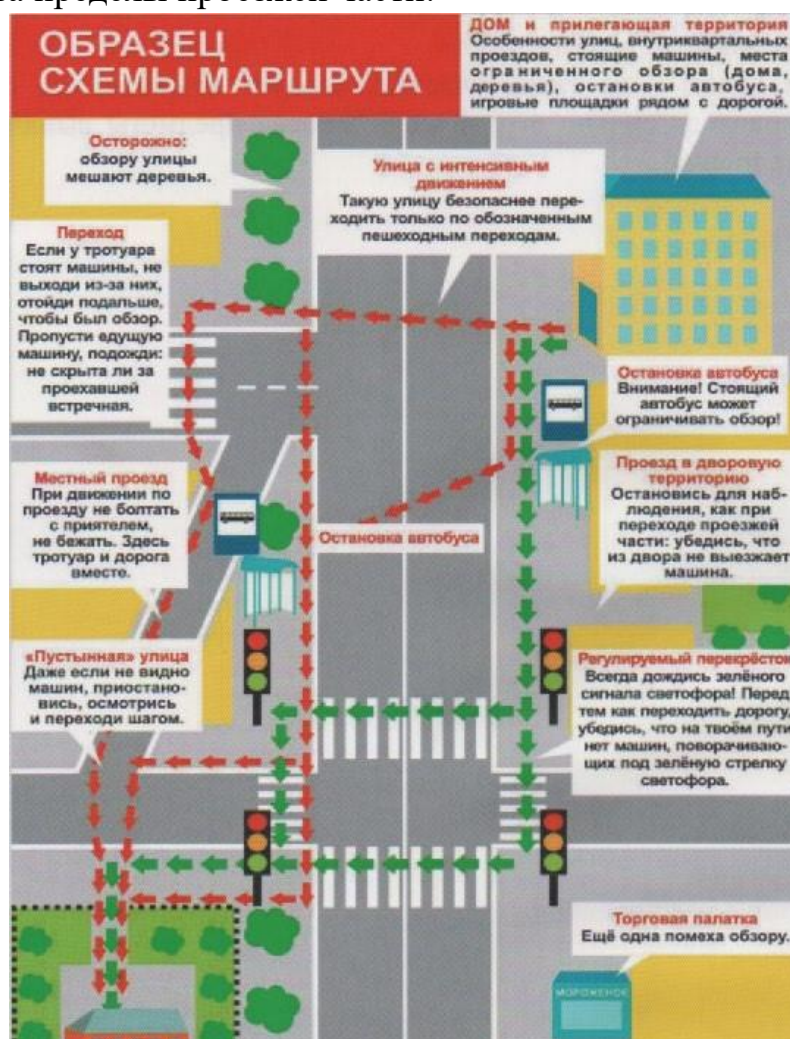 за пределы проезжей части.
ОБРАЗЕЦ
СХЕМЫ МАРШРУТА
ДОМ и прилегающая территория
Особенности улиц, внутриквартальных
проездов, стоящие машины, места
ограниченного обзора (дома,
деревья), остановки автобуса,
игровые площадки рядом с дорогой.
Осторожно:
обзору улицы
мешают деревья.
Улица с интенсивным
движением
Такую улицу безопаснее пере-
ходить только по обозначенным
пешеходным переходам.
Переход
Если у тротуара
стоят машины, не
выходи из-за них,
отойди подальше,
чтобы был обзор.
Пропусти едущую
машину, подожди:
не скрыта ли за
проехавшей
встречная.
Остановка автобуса
Внимание! Стоящий
автобус может
ограничивать обзор!
Местный проезд
При движении по
проезду не болтать
с приятелем,
не бежать. Здесь
тротуар и дорога
вместе.
Остановка автобуса
Проезд в дворовую
территорию
Остановись для наб-
людения, как при
переходе проезжей
части: убедись, что
из двора не выезжает
машина.
«Пустынная» улица
Даже если не видно
машин, приостано-
вись, осмотрись
и переходи шагом.
Регулируемый перекрёсток
Всегда дождись зелёного
сигнала светофора! Перед
тем как переходить дорогу,
убедись, что на твоём пути
нет машин, поворачиваю-
щих под зелёную стрелку
светофора.
Торговая палатка
Ещё одна помеха обзору.
МОРОЖЕНОЕ